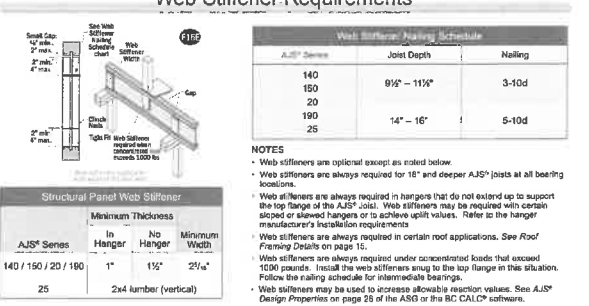 Web Stiffener Requirements
Small Gap:
2" max.
2" min.
4" max.
See Web
Stiffener
Nailing
Schedule
chart
Web
Stiffener
Width
Gap
Clinch
Nails
2" min.
Tight Fit
Web Stiffener
required when
concentrated load
exceeds 1000 lbs
Structural Panel Web Stiffener
Minimum Thickness
AJS® Series
In
Hanger
No
Hanger
Minimum
Width
140 / 150 / 20 / 190
1"
1½"
2⁵/₁₆"
25
2x4 lumber (vertical)
Web Stiffener Nailing Schedule
AJS® Series
Joist Depth
Nailing
140
150
20
9½" – 11⅞"
3-10d
190
25
14" – 16"
5-10d
NOTES
• Web stiffeners are optional except as noted below.
• Web stiffeners are always required for 18" and deeper AJS® joists at all bearing
locations.
• Web stiffeners are always required in hangers that do not extend up to support
the top flange of the AJS® Joist. Web stiffeners may be required with certain
sloped or skewed hangers or to achieve uplift values. Refer to the hanger
manufacturer's installation requirements
• Web stiffeners are always required in certain roof applications. See Roof
Framing Details on page 15.
• Web stiffeners are always required under concentrated loads that exceed
1000 pounds. Install the web stiffeners snug to the top flange in this situation.
Follow the nailing schedule for intermediate bearings.
• Web stiffeners may be used to increase allowable reaction values. See AJS®
Design Properties on page 26 of the ASG or the BC CALC® software.